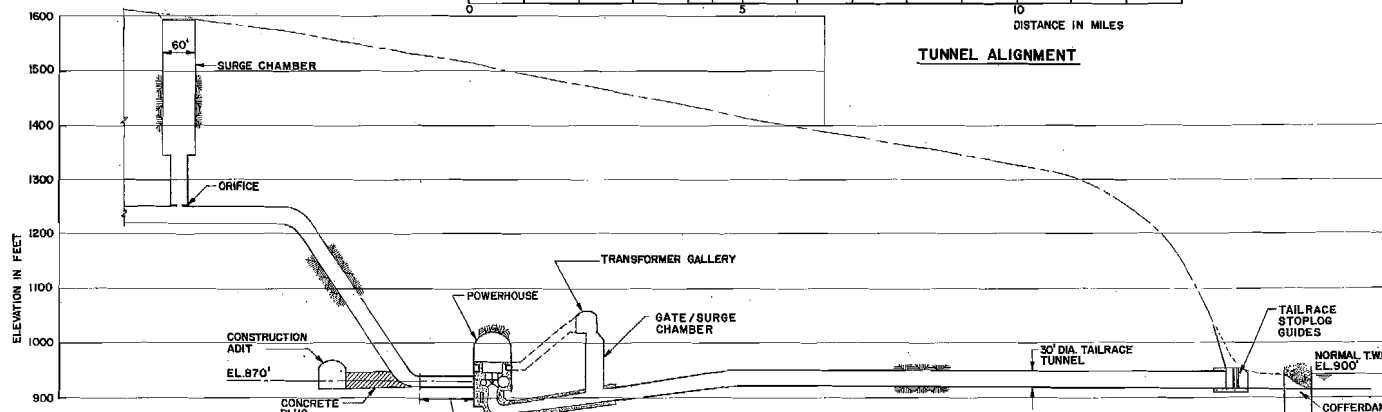 0 5 10
DISTANCE IN MILES
TUNNEL ALIGNMENT
1600
60'
SURGE CHAMBER
1500
1400
1300
ORIFICE
1200
TRANSFORMER GALLERY
1100
POWERHOUSE
GATE/SURGE
CHAMBER
TAILRACE
STOPLOG
GUIDES
ELEVATION IN FEET
CONSTRUCTION
ADIT
1000
30' DIA. TAILRACE
TUNNEL
NORMAL T.W.
EL.900'
EL.870'
900
CONCRETE
PLUG
COFFERDAM